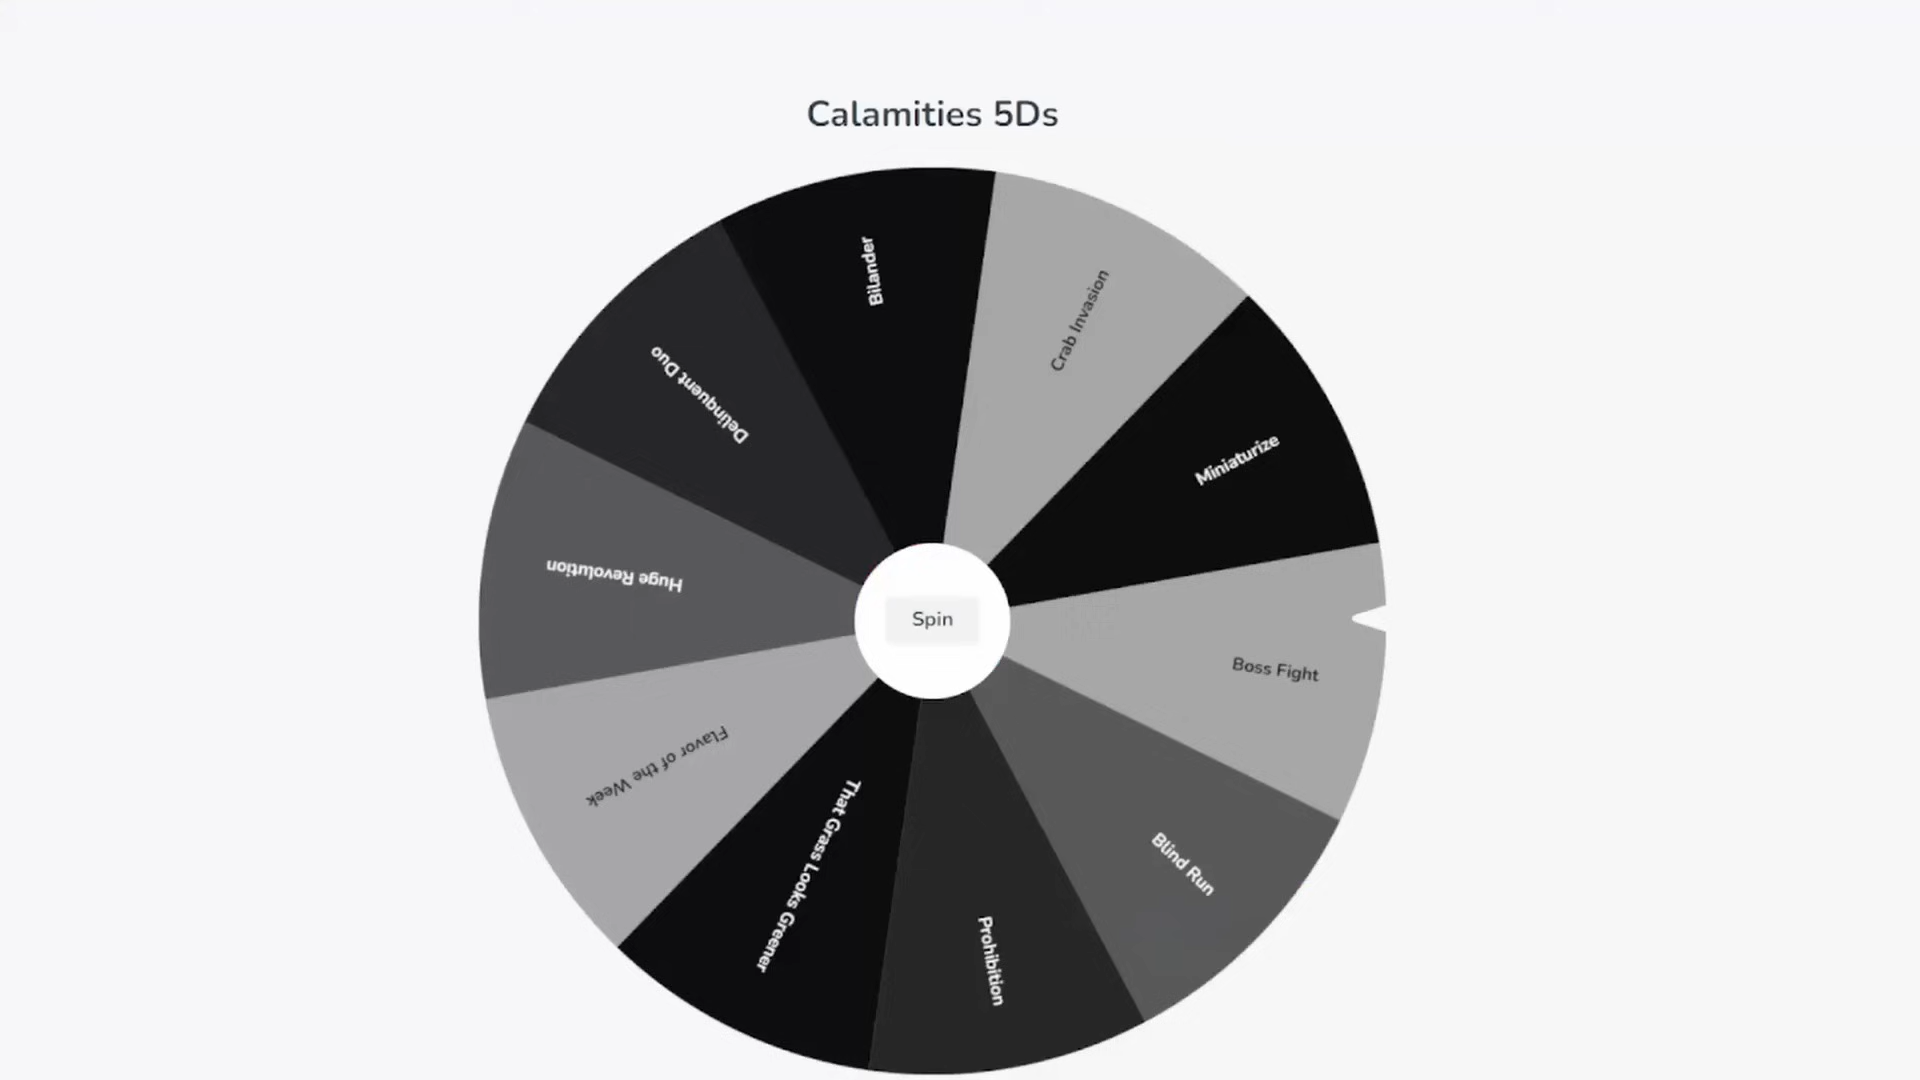 Calamities 5Ds
Bilander
Crab Invasion
Miniaturize
Boss Fight
Blind Run
Prohibition
That Grass Looks Greener
Flavor of the Week
Huge Revolution
Delinquent Duo
Spin